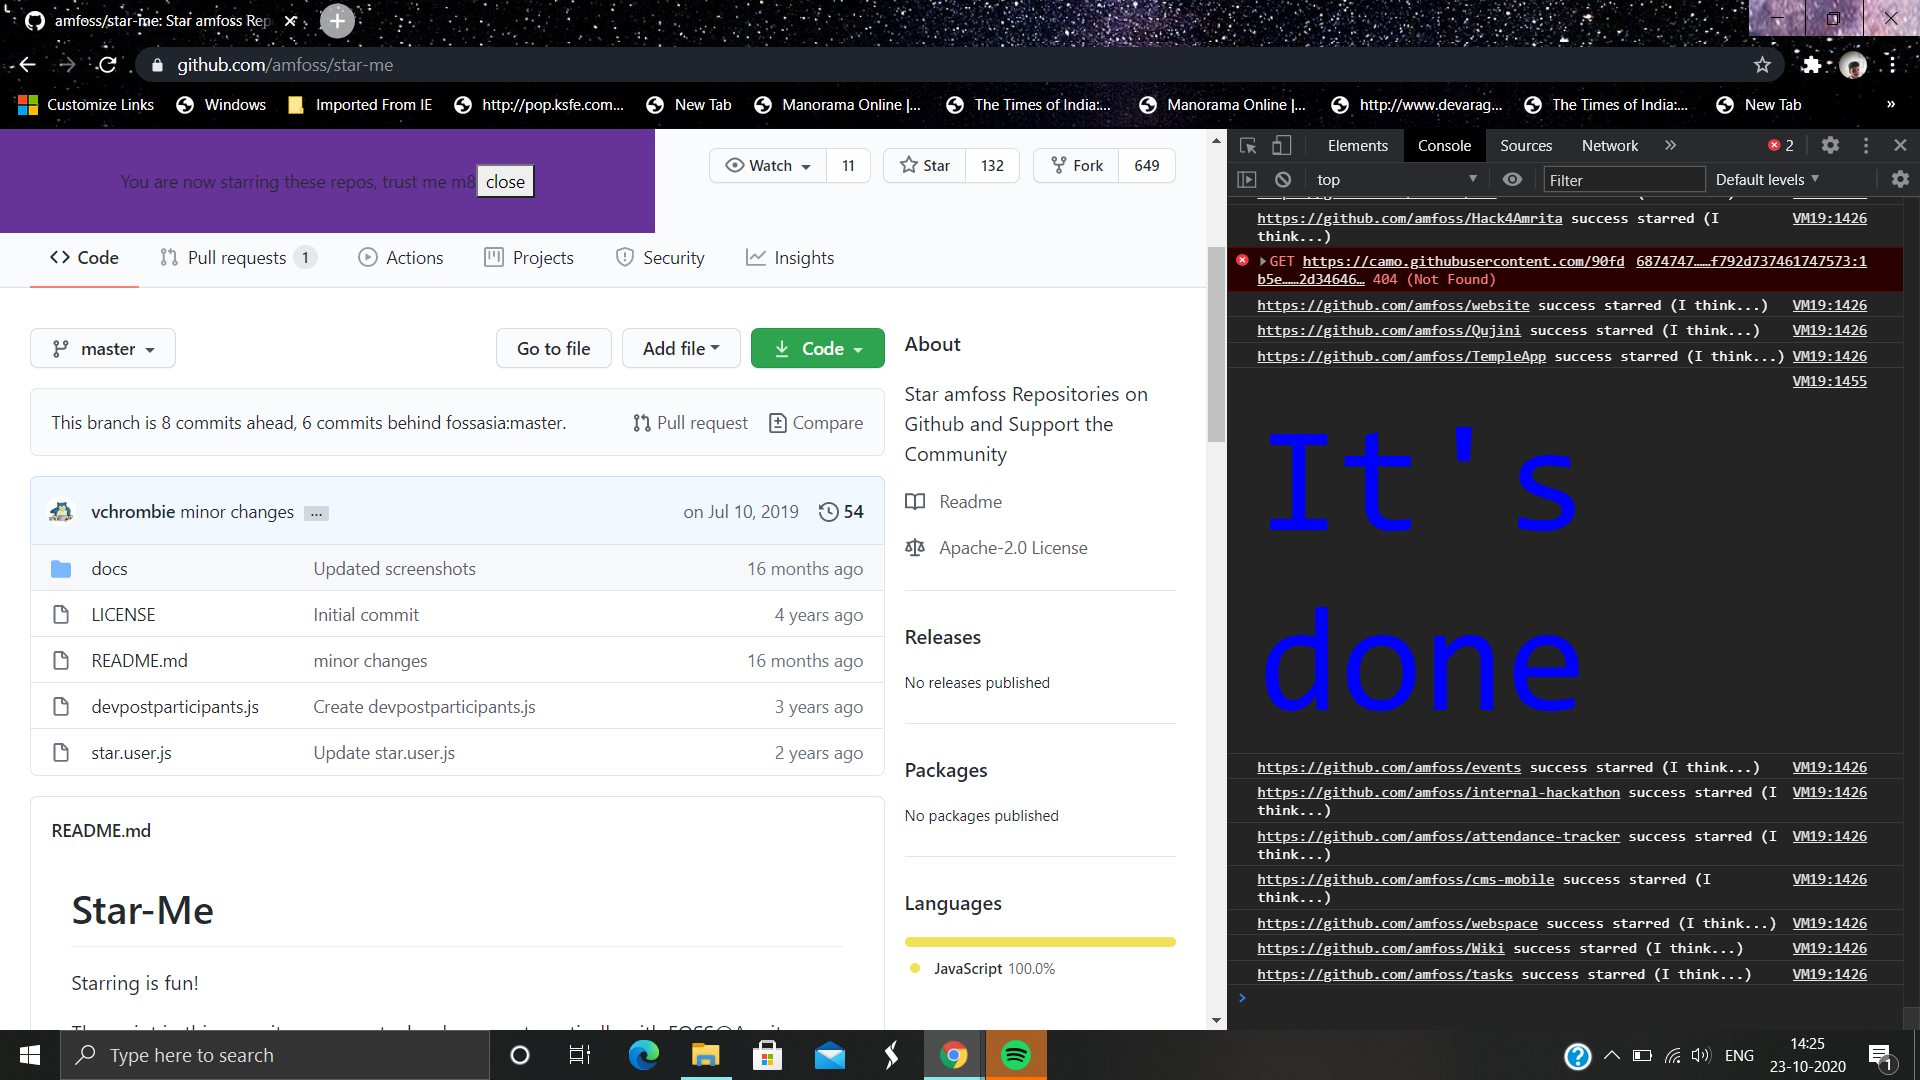 amfoss/star-me: Star amfoss Rep
github.com/amfoss/star-me
Customize Links Windows Imported From IE http://pop.ksfe.com... New Tab Manorama Online |... The Times of India:... Manorama Online |... http://www.devarag... The Times of India:... New Tab »
You are now starring these repos, trust me m8 close
Watch 11 Star 132 Fork 649
Code Pull requests 1 Actions Projects Security Insights
master Go to file Add file Code
This branch is 8 commits ahead, 6 commits behind fossasia:master. Pull request Compare
vchrombie minor changes ... on Jul 10, 2019 54
docs Updated screenshots 16 months ago
LICENSE Initial commit 4 years ago
README.md minor changes 16 months ago
devpostparticipants.js Create devpostparticipants.js 3 years ago
star.user.js Update star.user.js 2 years ago
README.md
Star-Me
Starring is fun!
About
Star amfoss Repositories on
Github and Support the
Community
Readme
Apache-2.0 License
Releases
No releases published
Packages
No packages published
Languages
JavaScript 100.0%
Elements Console Sources Network » 2
top Filter Default levels
https://github.com/amfoss/Hack4Amrita success starred (I VM19:1426
think...)
GET https://camo.githubusercontent.com/90fd 6874747……f792d737461747573:1
b5e……2d34646… 404 (Not Found)
https://github.com/amfoss/website success starred (I think...) VM19:1426
https://github.com/amfoss/Qujini success starred (I think...) VM19:1426
https://github.com/amfoss/TempleApp success starred (I think...) VM19:1426
VM19:1455
It's
done
https://github.com/amfoss/events success starred (I think...) VM19:1426
https://github.com/amfoss/internal-hackathon success starred (I VM19:1426
think...)
https://github.com/amfoss/attendance-tracker success starred (I VM19:1426
think...)
https://github.com/amfoss/cms-mobile success starred (I VM19:1426
think...)
https://github.com/amfoss/webspace success starred (I think...) VM19:1426
https://github.com/amfoss/Wiki success starred (I think...) VM19:1426
https://github.com/amfoss/tasks success starred (I think...) VM19:1426
Type here to search
ENG
14:25
23-10-2020
1